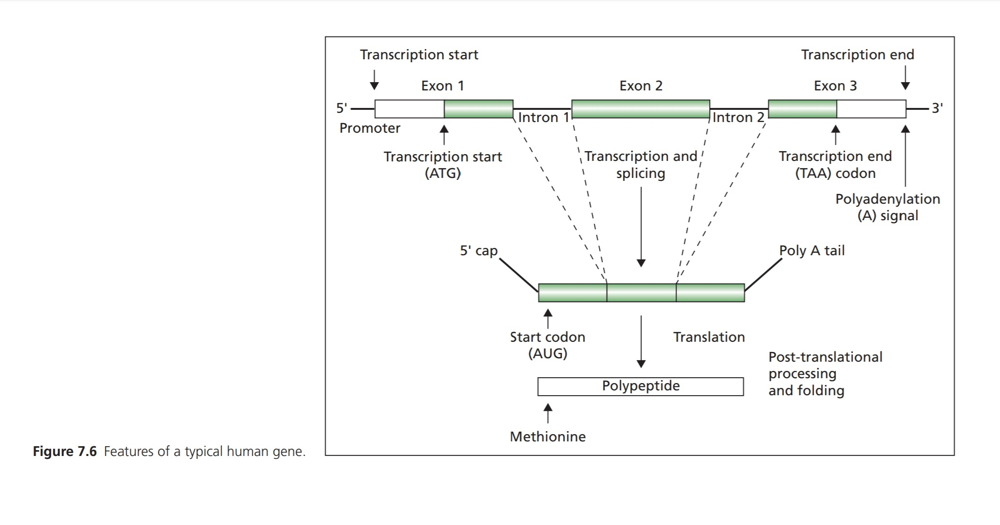 Transcription start
Transcription end
Exon 1
Exon 2
Exon 3
5'
3'
Intron 1
Intron 2
Promoter
Transcription start
(ATG)
Transcription and
splicing
Transcription end
(TAA) codon
Polyadenylation
(A) signal
5' cap
Poly A tail
Start codon
(AUG)
Translation
Post-translational
processing
and folding
Polypeptide
Methionine
Figure 7.6 Features of a typical human gene.